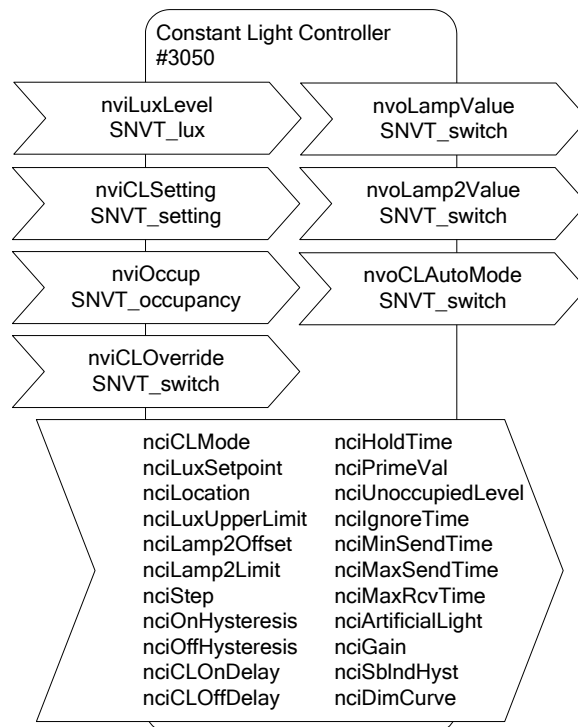 Constant Light Controller
#3050
nviLuxLevel
SNVT_lux
nvoLampValue
SNVT_switch
nviCLSetting
SNVT_setting
nvoLamp2Value
SNVT_switch
nviOccup
SNVT_occupancy
nvoCLAutoMode
SNVT_switch
nviCLOverride
SNVT_switch
nciCLMode
nciLuxSetpoint
nciLocation
nciLuxUpperLimit
nciLamp2Offset
nciLamp2Limit
nciStep
nciOnHysteresis
nciOffHysteresis
nciCLOnDelay
nciCLOffDelay
nciHoldTime
nciPrimeVal
nciUnoccupiedLevel
nciIgnoreTime
nciMinSendTime
nciMaxSendTime
nciMaxRcvTime
nciArtificialLight
nciGain
nciSblndHyst
nciDimCurve